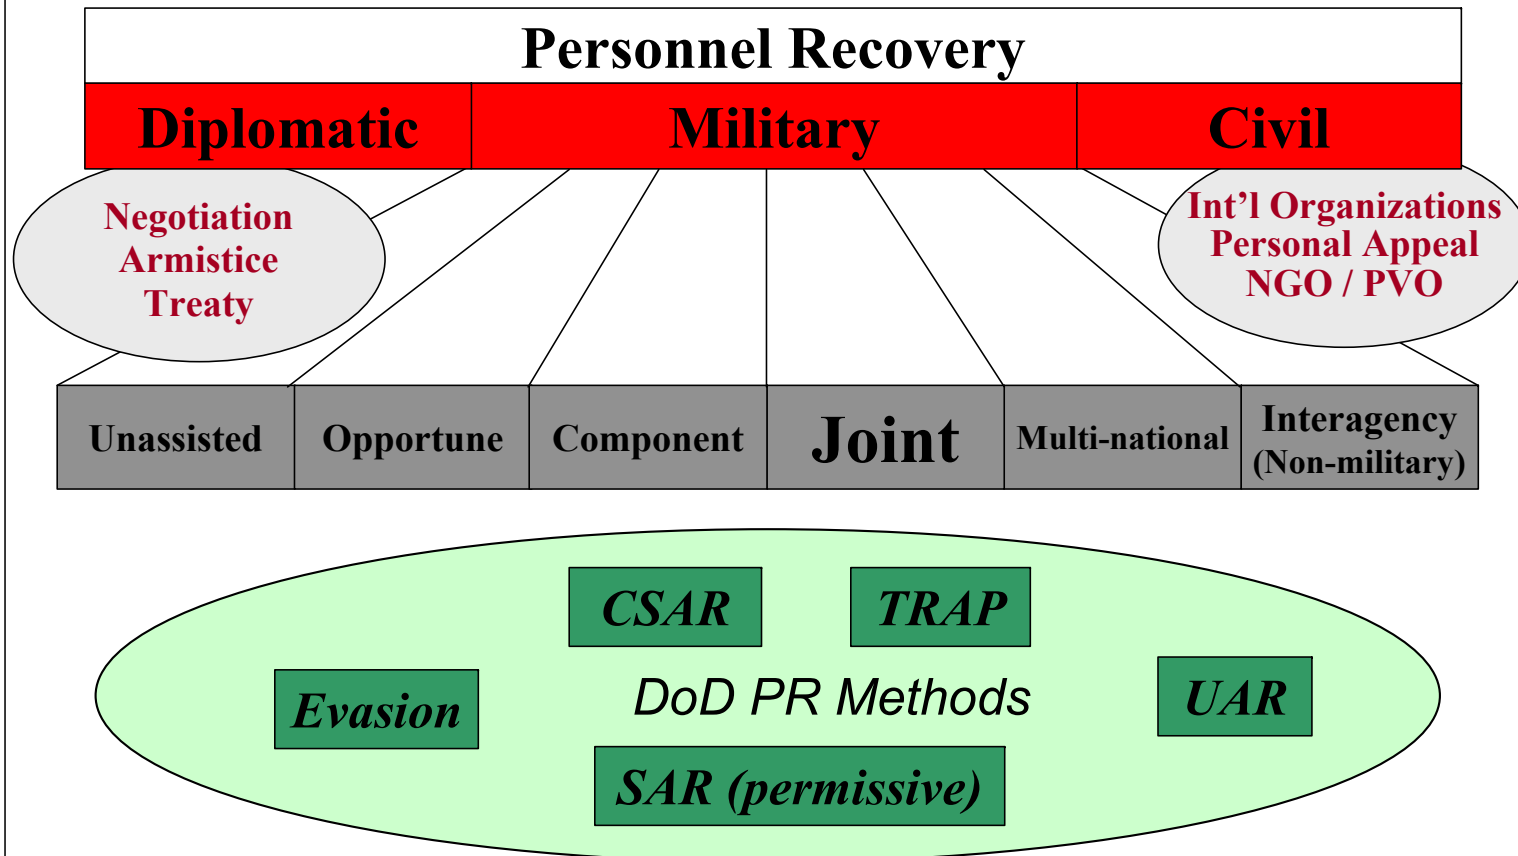 Personnel Recovery
Diplomatic
Military
Civil
Negotiation
Armistice
Treaty
Int'l Organizations
Personal Appeal
NGO / PVO
Unassisted
Opportune
Component
Joint
Multi-national
Interagency
(Non-military)
CSAR
TRAP
Evasion
DoD PR Methods
UAR
SAR (permissive)